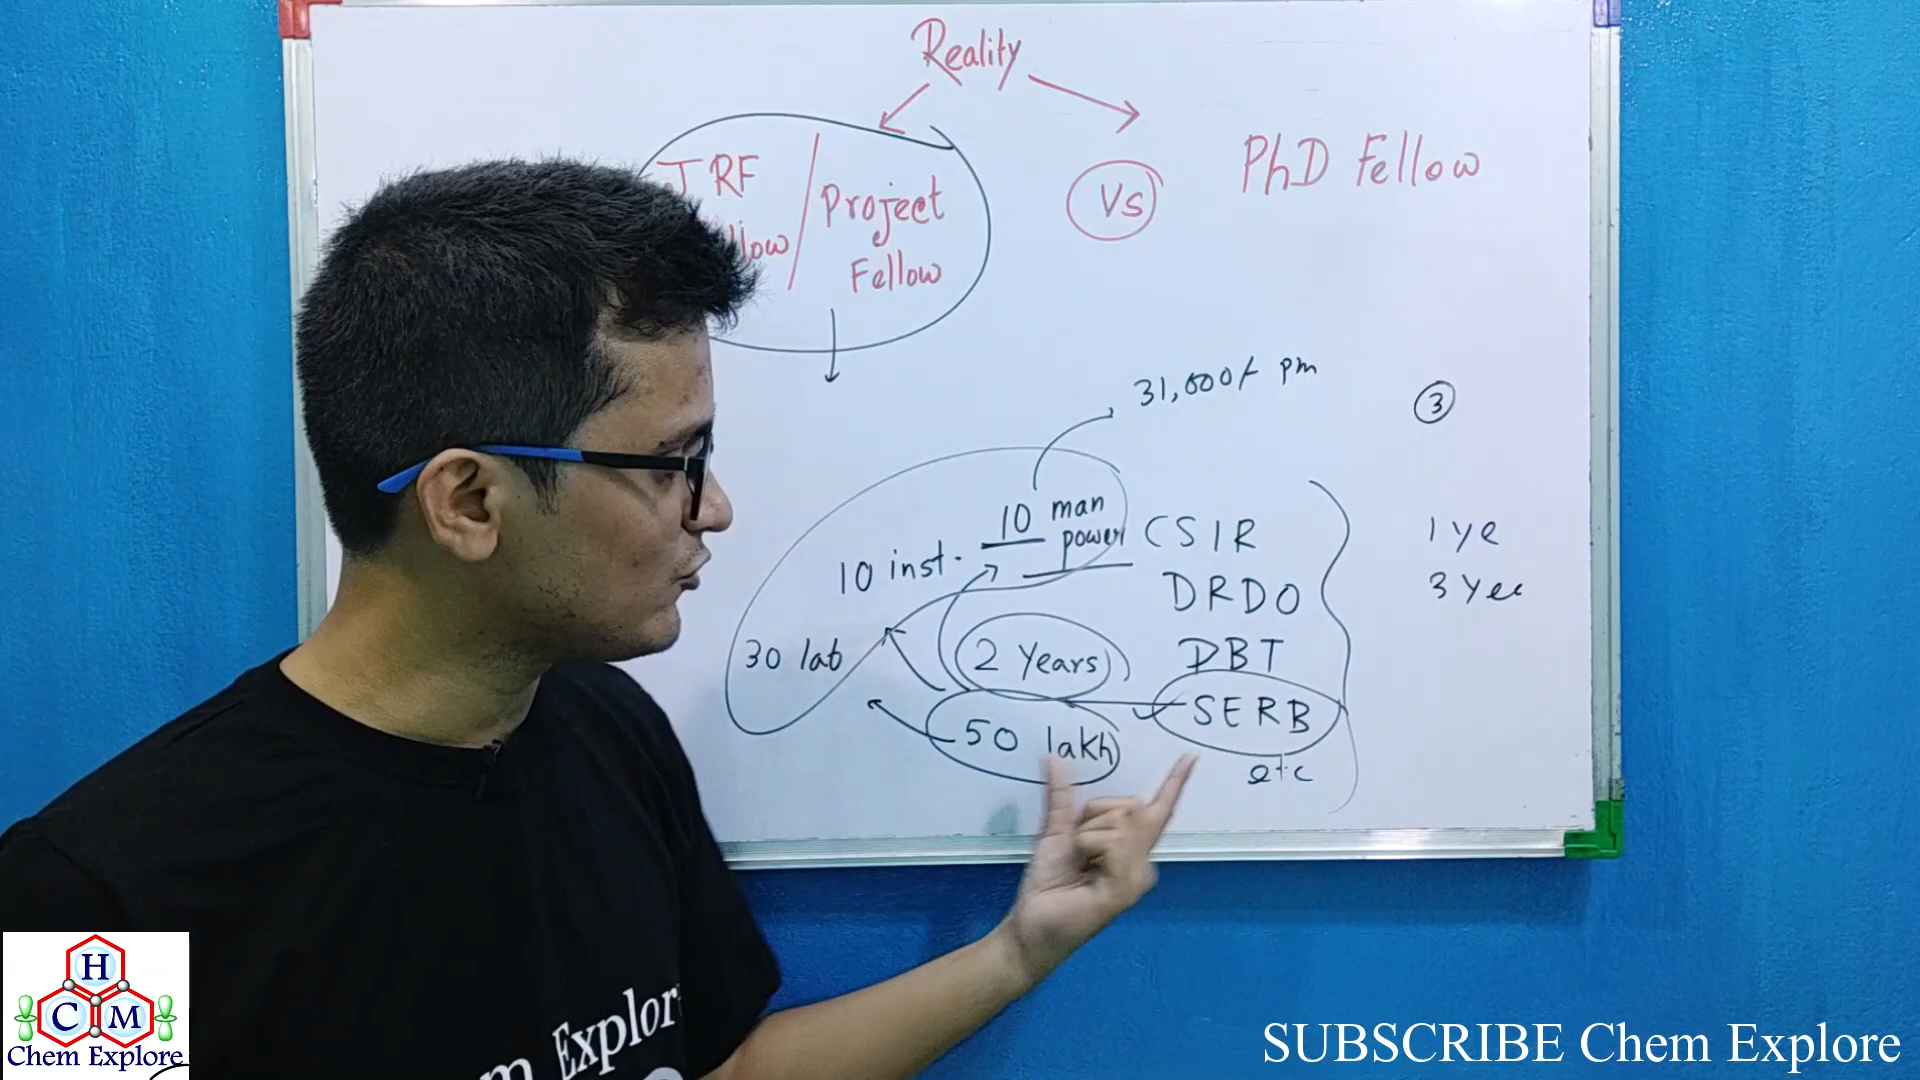 Reality
JRF / Project
Fellow
Vs
PhD Fellow
31,000/- pm
3
10 man
power
10 inst.
30 lab
2 Years
50 lakh
CSIR
DRDO
DBT
SERB
etc
1 ye
3 yee
H
C M
Chem Explore
m Explor
SUBSCRIBE Chem Explore